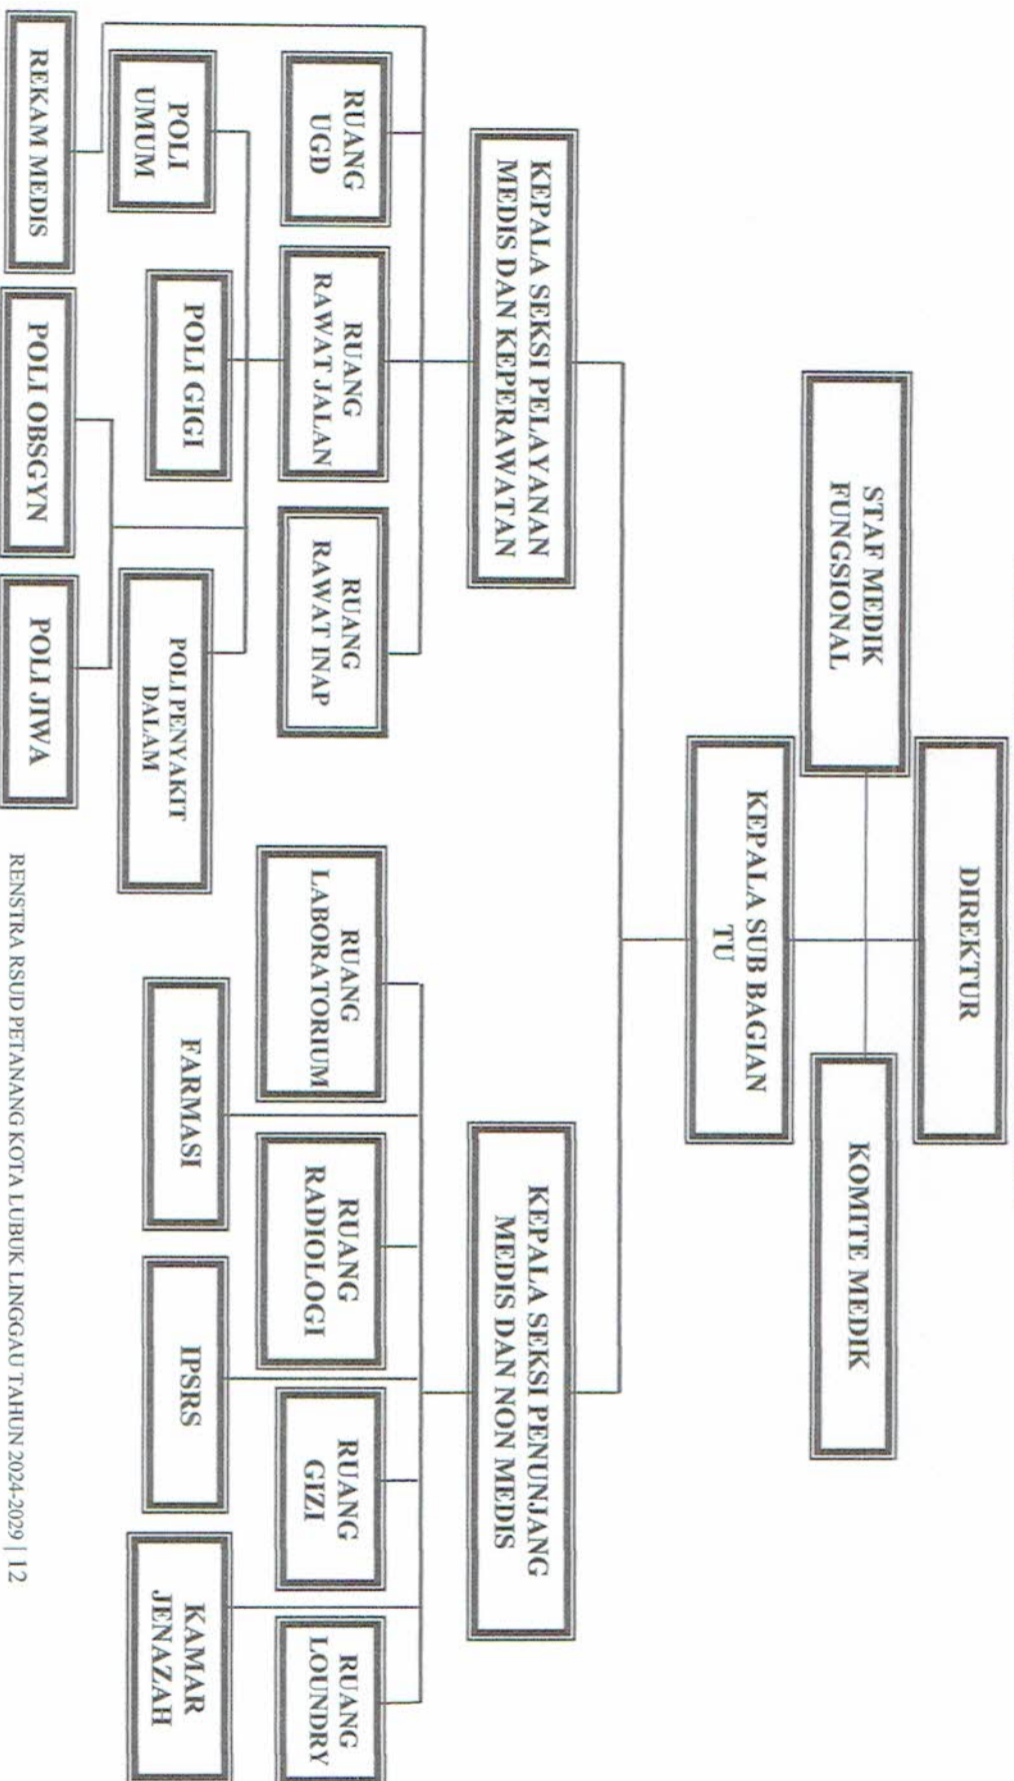 DIREKTUR
STAF MEDIK
FUNGSIONAL
KOMITE MEDIK
KEPALA SUB BAGIAN
TU
KEPALA SEKSI PELAYANAN
MEDIS DAN KEPERAWATAN
KEPALA SEKSI PENUNJANG
MEDIS DAN NON MEDIS
RUANG
UGD
RUANG
RAWAT JALAN
RUANG
RAWAT INAP
RUANG
LABORATORIUM
RUANG
RADIOLOGI
RUANG
GIZI
RUANG
LOUNDRY
POLI
UMUM
POLI GIGI
POLI PENYAKIT
DALAM
FARMASI
IPSRS
KAMAR
JENAZAH
REKAM MEDIS
POLI OBSGYN
POLI JIWA
RENSTRA RSUD PETANANG KOTA LUBUK LINGGAU TAHUN 2024-2029 | 12